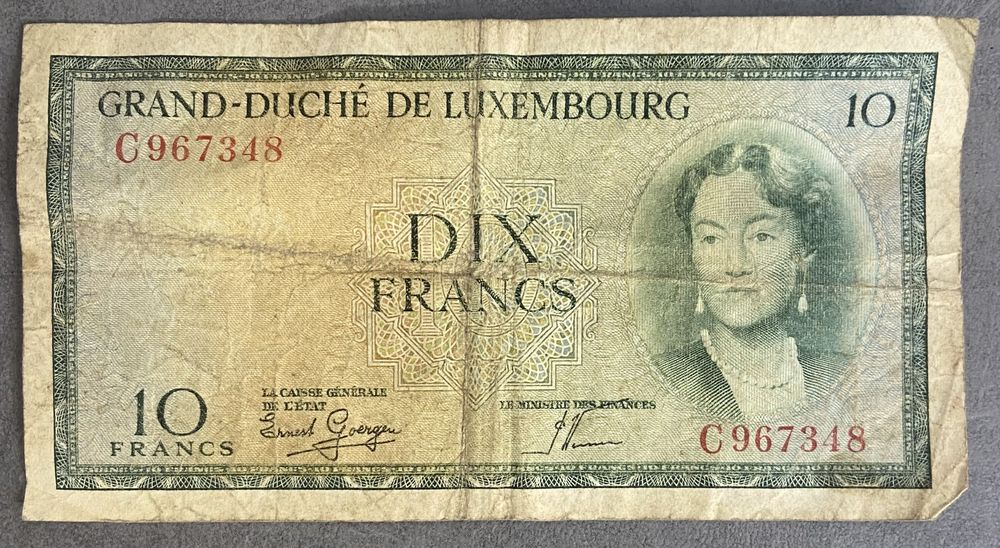 GRAND-DUCHÉ DE LUXEMBOURG
10
C967348
DIX
FRANCS
10
FRANCS
LA CAISSE GÉNÉRALE
DE L'ÉTAT
Ernest Goergen
LE MINISTRE DES FINANCES
C967348